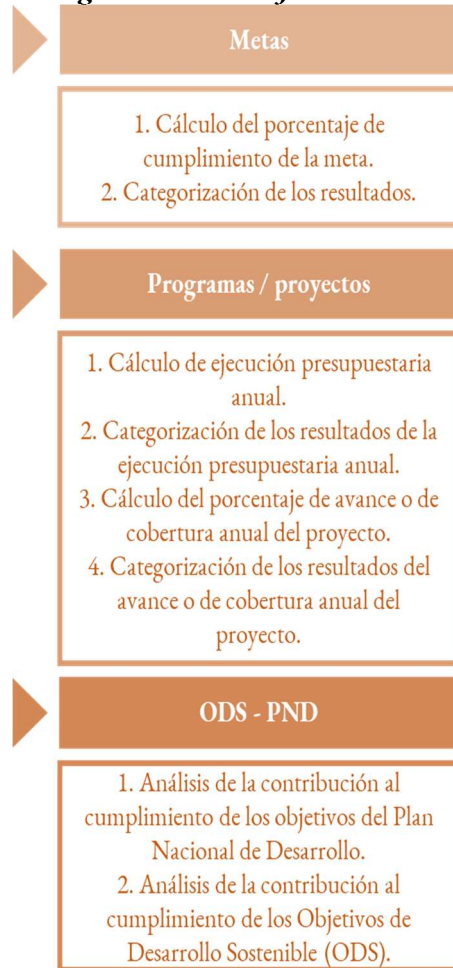 Metas
1. Cálculo del porcentaje de
cumplimiento de la meta.
2. Categorización de los resultados.
Programas / proyectos
1. Cálculo de ejecución presupuestaria
anual.
2. Categorización de los resultados de la
ejecución presupuestaria anual.
3. Cálculo del porcentaje de avance o de
cobertura anual del proyecto.
4. Categorización de los resultados del
avance o de cobertura anual del
proyecto.
ODS - PND
1. Análisis de la contribución al
cumplimiento de los objetivos del Plan
Nacional de Desarrollo.
2. Análisis de la contribución al
cumplimiento de los Objetivos de
Desarrollo Sostenible (ODS).